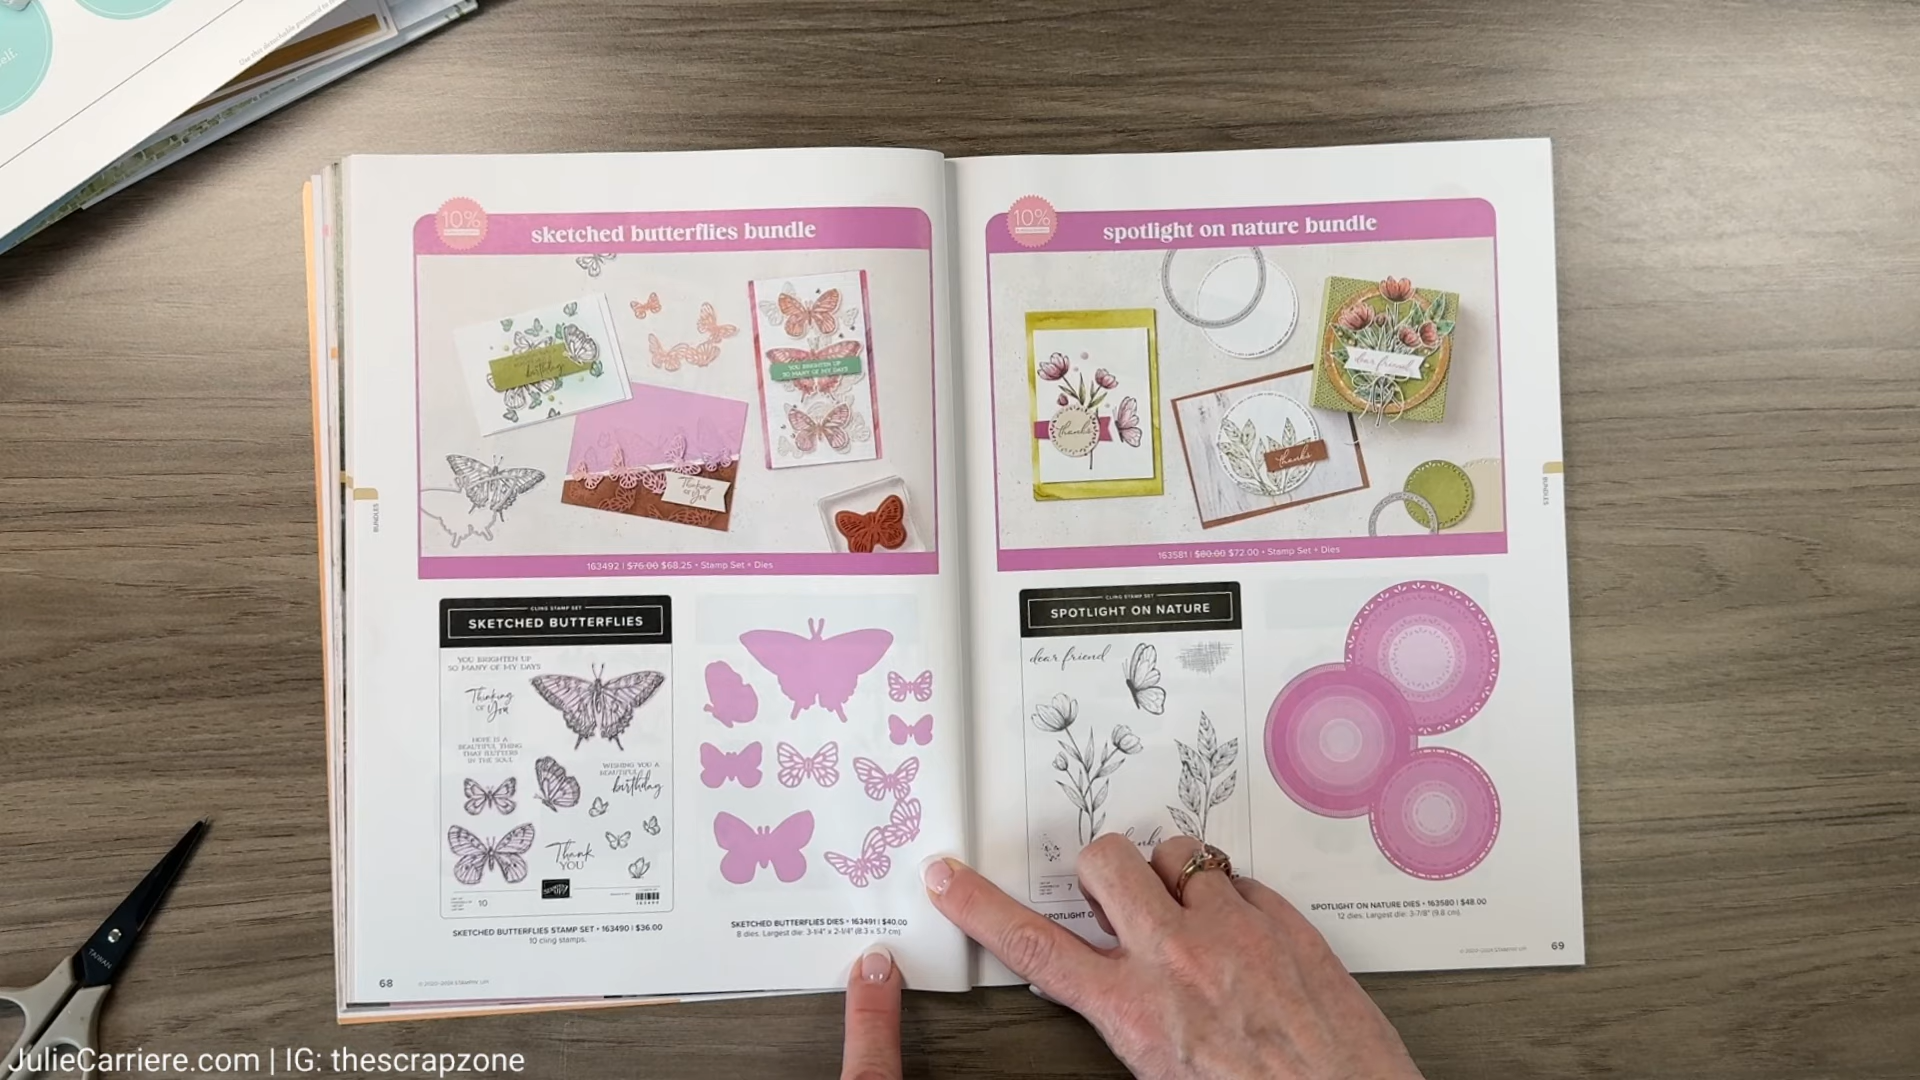 elf.
10%
sketched butterflies bundle
birthday
YOU BRIGHTEN UP
SO MANY OF MY DAYS
Thinking
of You
163492 | $76.00 $68.25 • Stamp Set + Dies
BUNDLES
CLING STAMP SET
SKETCHED BUTTERFLIES
YOU BRIGHTEN UP
SO MANY OF MY DAYS
Thinking
OF You
HOPE IS A
BEAUTIFUL THING
THAT FLUTTERS
IN THE SOUL
WISHING YOU A
BEAUTIFUL
birthday
Thank
YOU
10
SKETCHED BUTTERFLIES STAMP SET • 163490 | $36.00
10 cling stamps.
SKETCHED BUTTERFLIES DIES • 163491 | $40.00
8 dies. Largest die: 3-1/4" x 2-1/4" (8.3 x 5.7 cm)
68
10%
spotlight on nature bundle
thanks
thanks
dear friend
163581 | $80.00 $72.00 • Stamp Set + Dies
BUNDLES
CLING STAMP SET
SPOTLIGHT ON NATURE
dear friend
thanks
7
SPOTLIGHT O
SPOTLIGHT ON NATURE DIES • 163580 | $48.00
12 dies. Largest die: 3-7/8" (9.8 cm)
69
TAIWAN
JulieCarriere.com | IG: thescrapzone